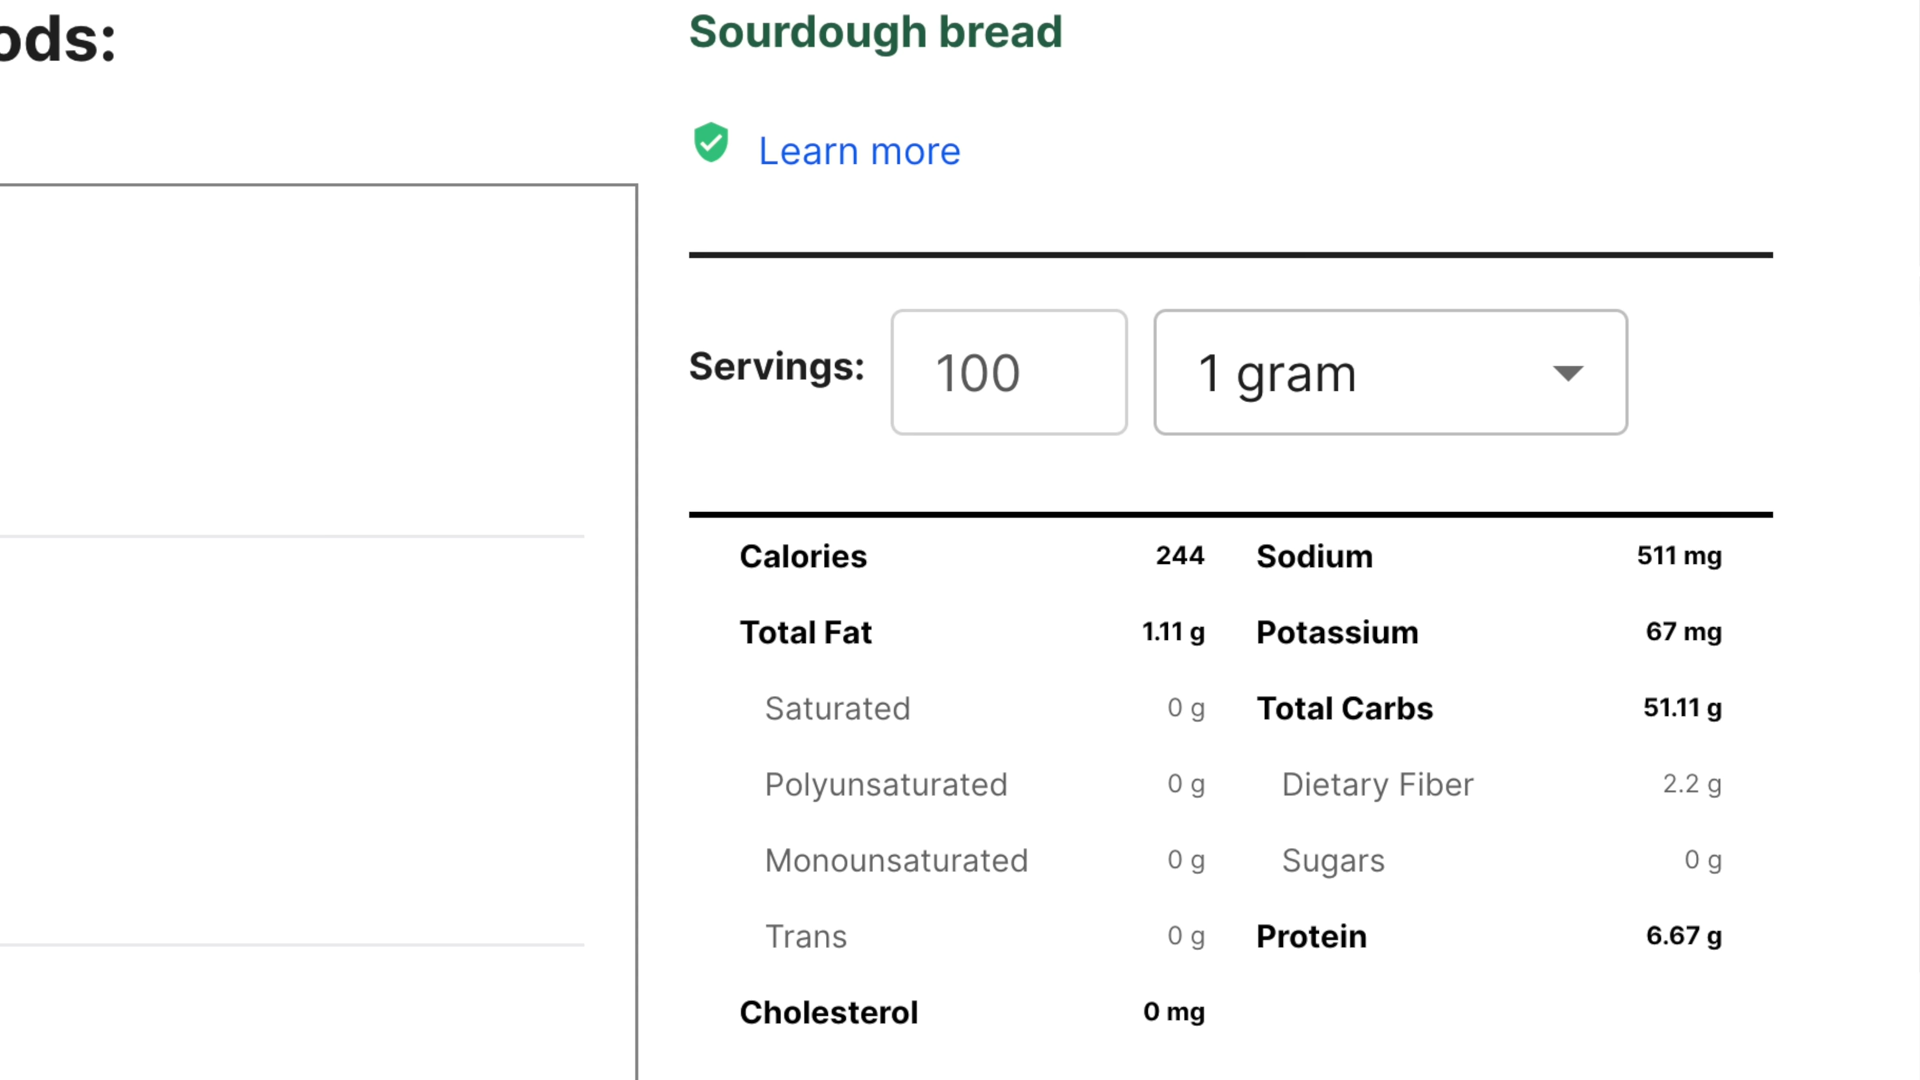 ods:
Sourdough bread
Learn more
Servings: 100 1 gram
Calories 244 Sodium 511 mg
Total Fat 1.11 g Potassium 67 mg
Saturated 0 g Total Carbs 51.11 g
Polyunsaturated 0 g Dietary Fiber 2.2 g
Monounsaturated 0 g Sugars 0 g
Trans 0 g Protein 6.67 g
Cholesterol 0 mg